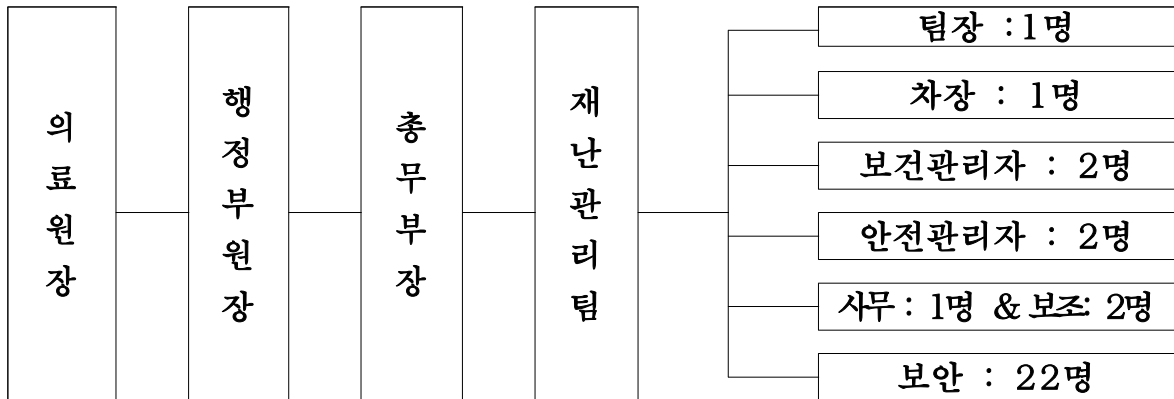 의료원장
행정부원장
총무부장
재난관리팀
팀장 : 1명
차장 : 1명
보건관리자 : 2명
안전관리자 : 2명
사무 : 1명 & 보조: 2명
보안 : 22명